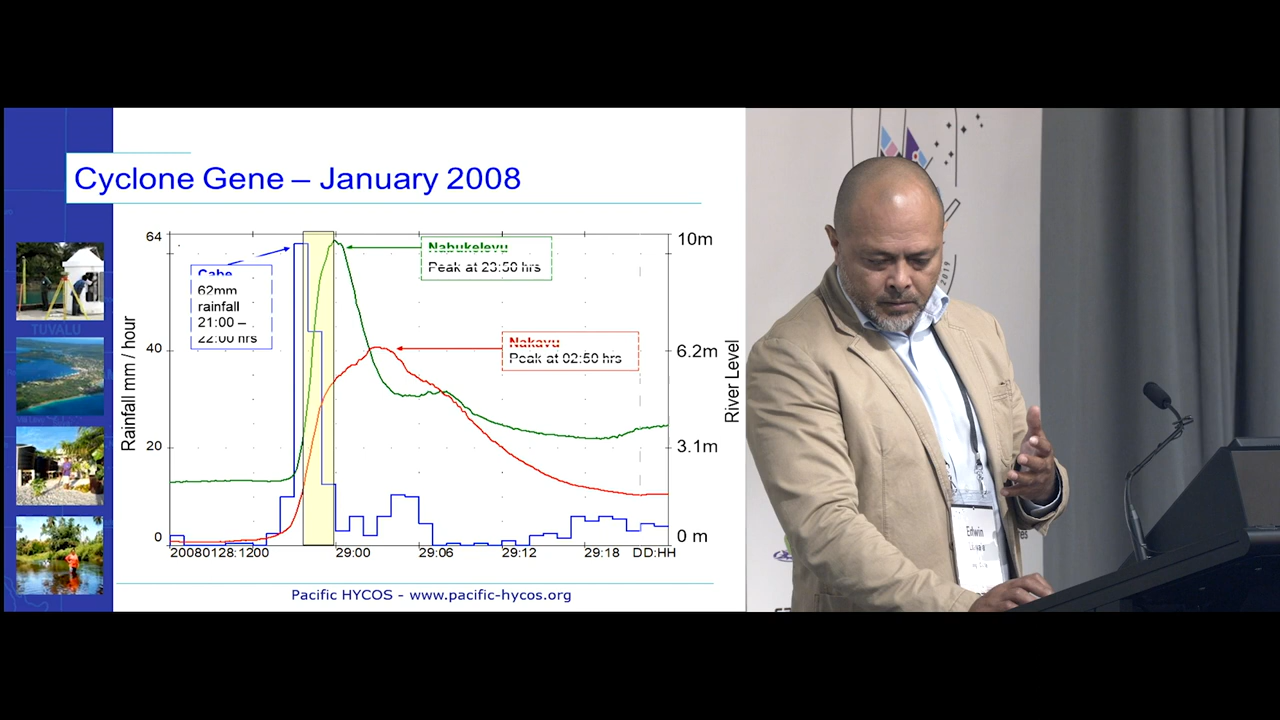 Cyclone Gene – January 2008
64
40
20
0
Rainfall mm / hour
Cabe
62mm
rainfall
21:00 –
22:00 hrs
Nabukelevu
Peak at 23:50 hrs
Nakavu
Peak at 02:50 hrs
10m
6.2m
3.1m
0 m
River Level
20080128:1200
29:00
29:06
29:12
29:18
DD:HH
TUVALU
Pacific HYCOS - www.pacific-hycos.org
2019
Edwin